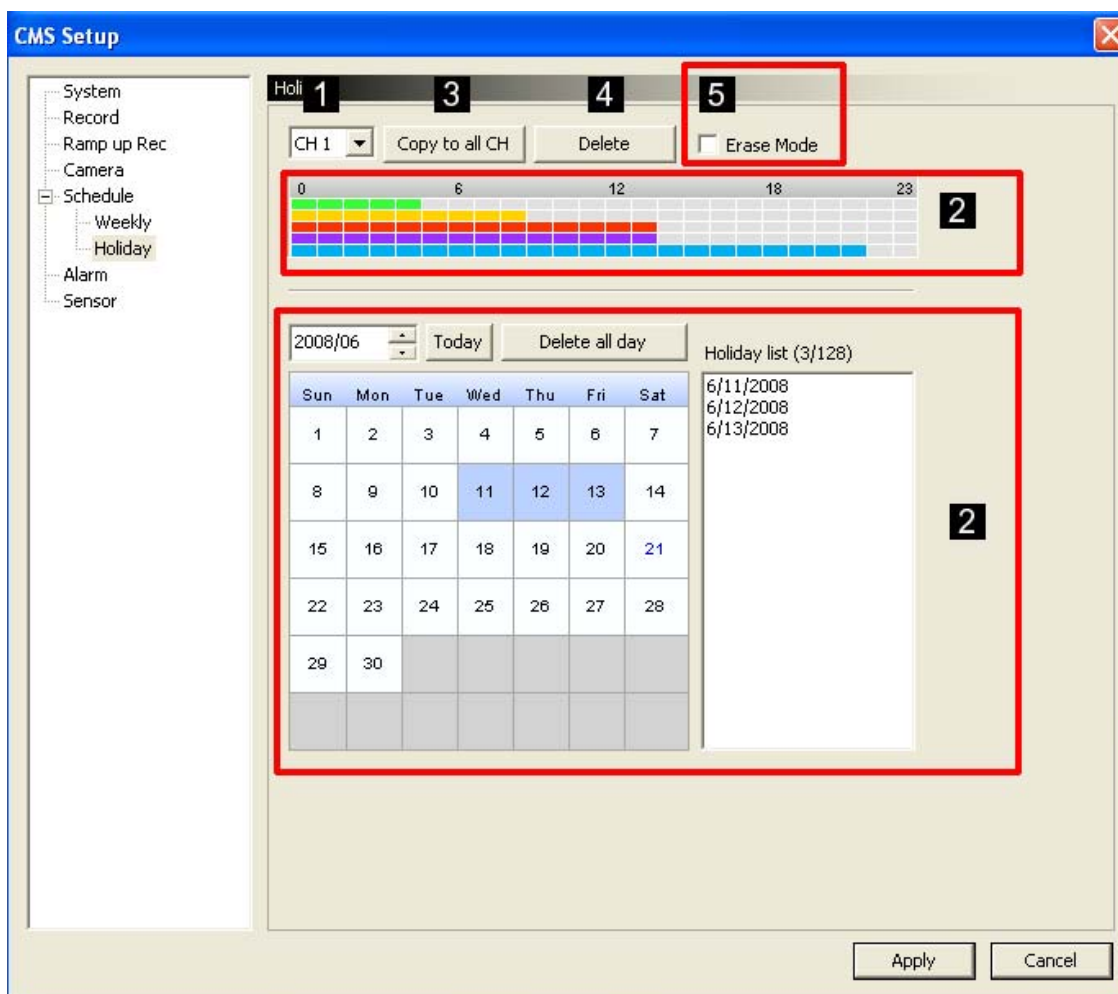 CMS Setup
System
Record
Ramp up Rec
Camera
Schedule
Weekly
Holiday
Alarm
Sensor
Holi 1 3 4 5
CH 1 Copy to all CH Delete Erase Mode
0 6 12 18 23
2
2008/06 Today Delete all day
Holiday list (3/128)
Sun Mon Tue Wed Thu Fri Sat
1 2 3 4 5 6 7
8 9 10 11 12 13 14
15 16 17 18 19 20 21
22 23 24 25 26 27 28
29 30
6/11/2008
6/12/2008
6/13/2008
2
Apply Cancel